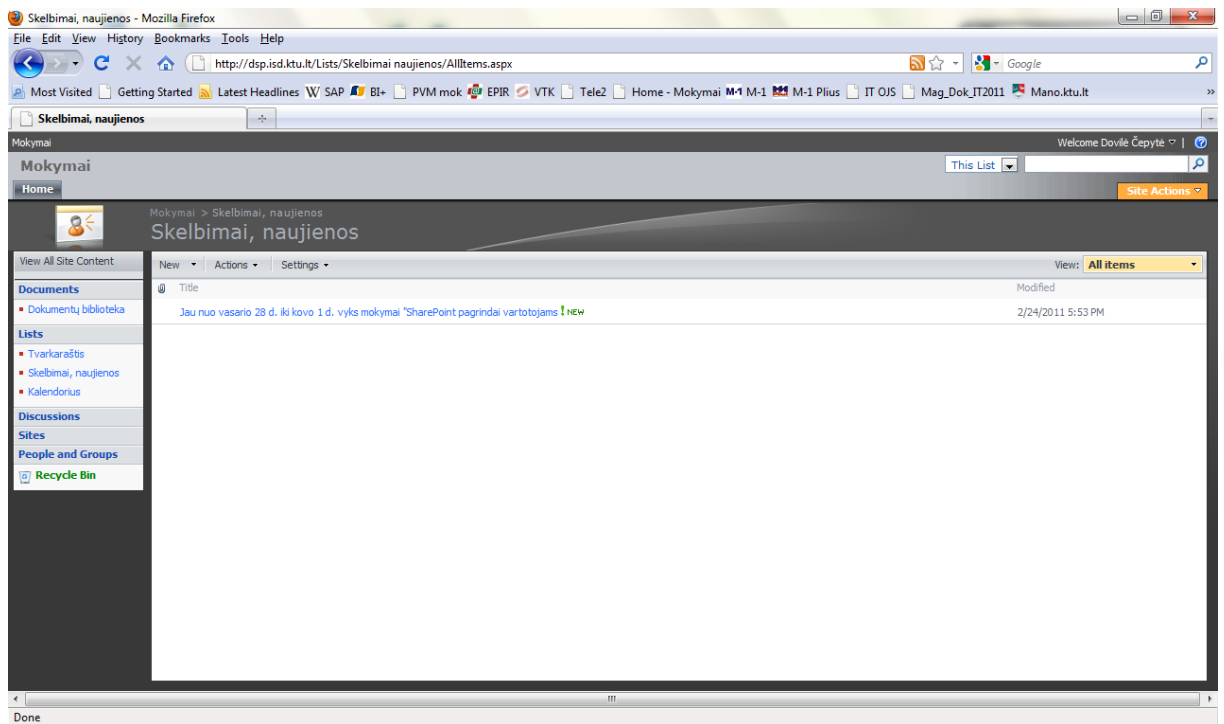 Skelbimai, naujienos - Mozilla Firefox
File Edit View History Bookmarks Tools Help
http://dsp.isd.ktu.lt/Lists/Skelbimai naujienos/AllItems.aspx Google
Most Visited Getting Started Latest Headlines W SAP BI+ PVM mok EPIR VTK Tele2 Home - Mokymai M-1 M-1 M-1 Plius IT OJS Mag_Dok_IT2011 Mano.ktu.lt »
Skelbimai, naujienos
Mokymai Welcome Dovilė Čepytė
Mokymai This List
Home Site Actions
Mokymai > Skelbimai, naujienos
Skelbimai, naujienos
View All Site Content New Actions Settings View: All items
Documents Title Modified
Dokumentų biblioteka Jau nuo vasario 28 d. iki kovo 1 d. vyks mokymai "SharePoint pagrindai vartotojams ! NEW 2/24/2011 5:53 PM
Lists
Tvarkaraštis
Skelbimai, naujienos
Kalendorius
Discussions
Sites
People and Groups
Recycle Bin
Done